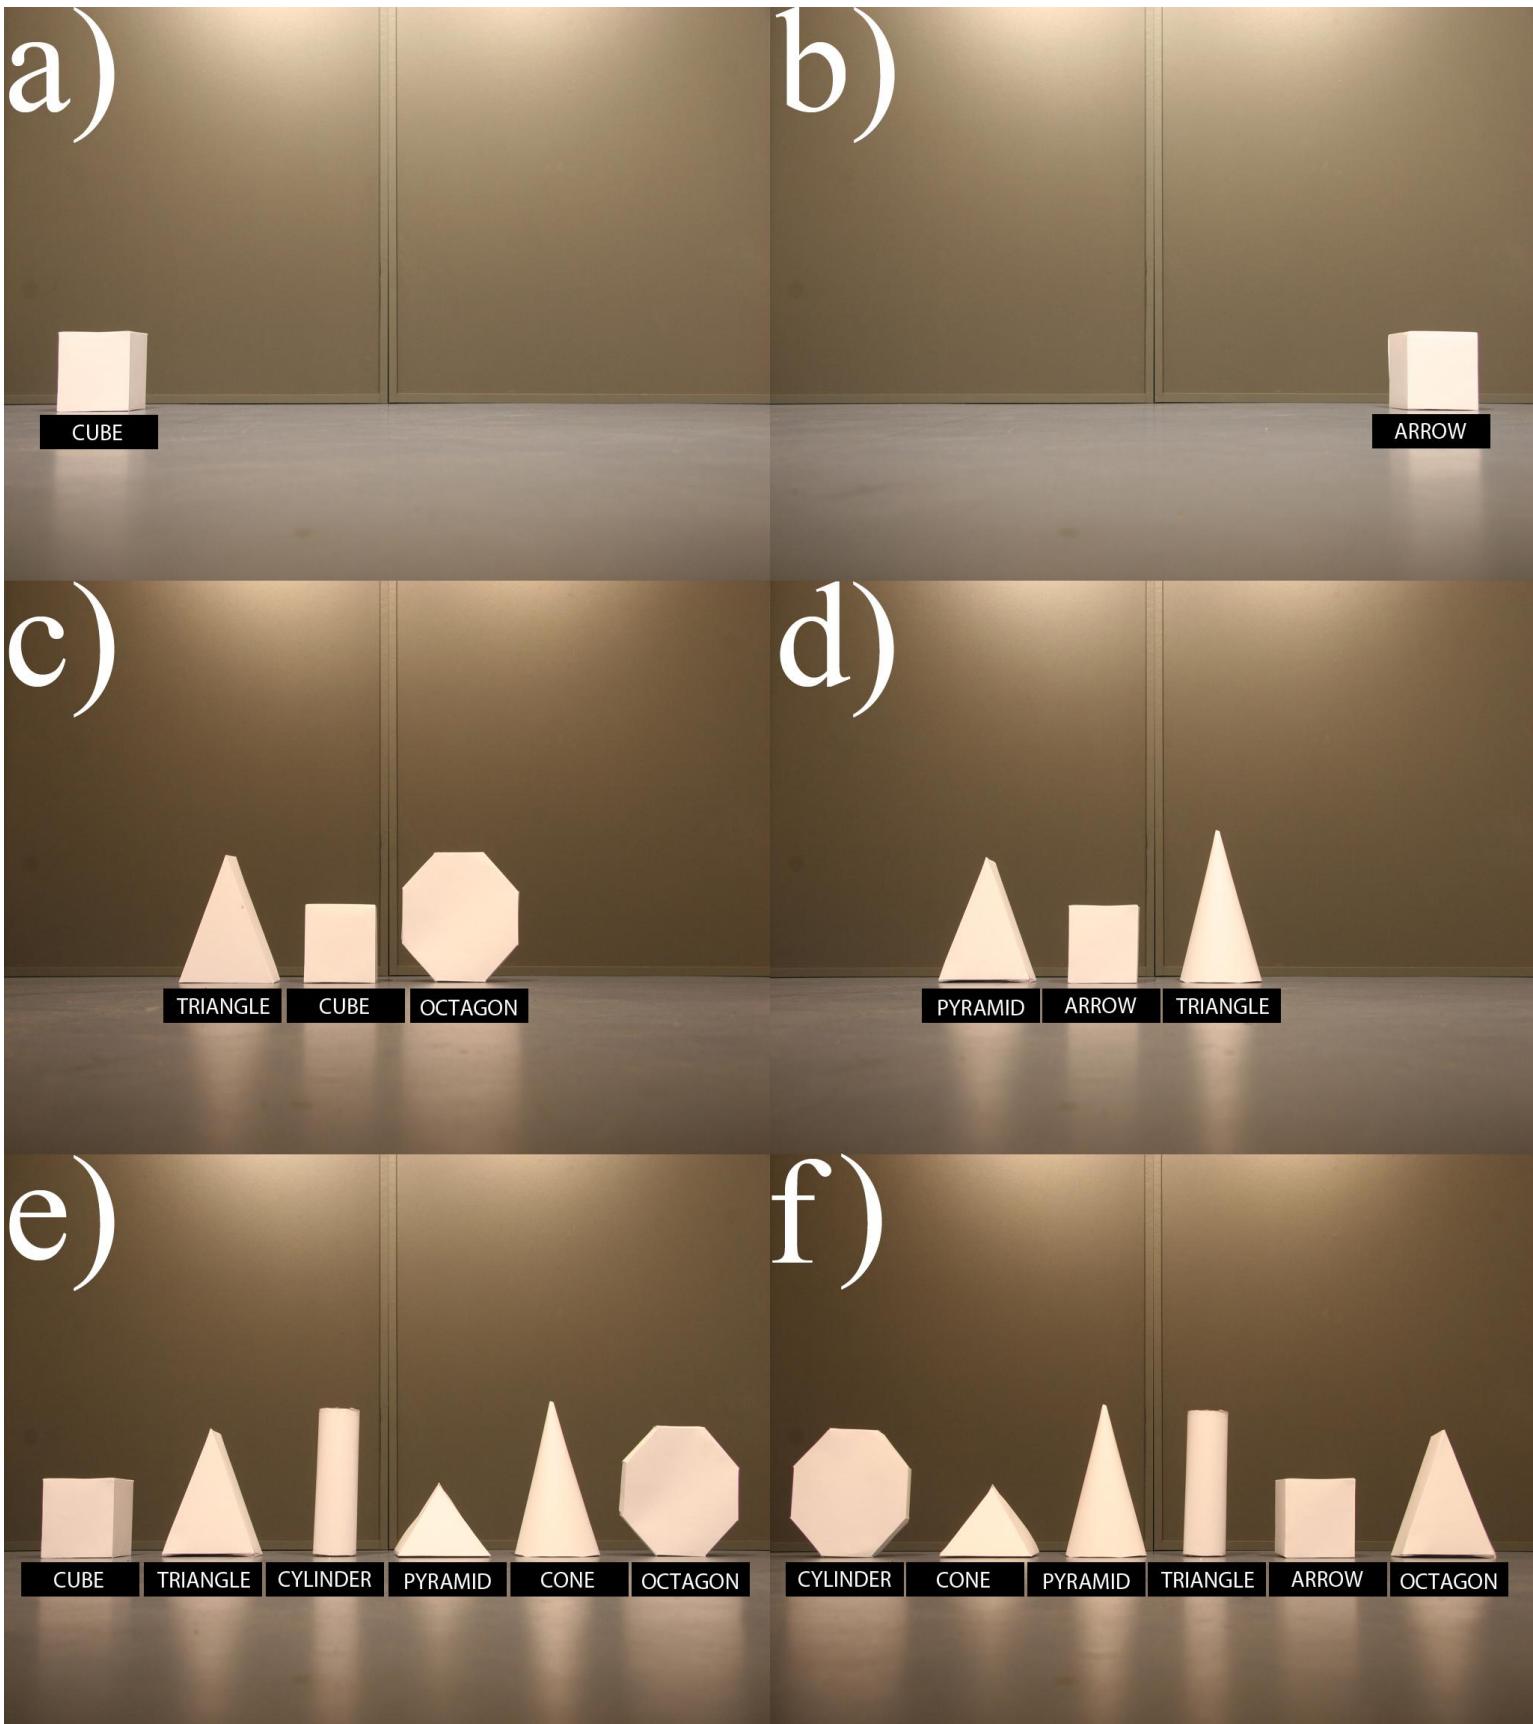 a)
b)
CUBE
ARROW
c)
d)
TRIANGLE CUBE OCTAGON
PYRAMID ARROW TRIANGLE
e)
f)
CUBE TRIANGLE CYLINDER PYRAMID CONE OCTAGON
CYLINDER CONE PYRAMID TRIANGLE ARROW OCTAGON